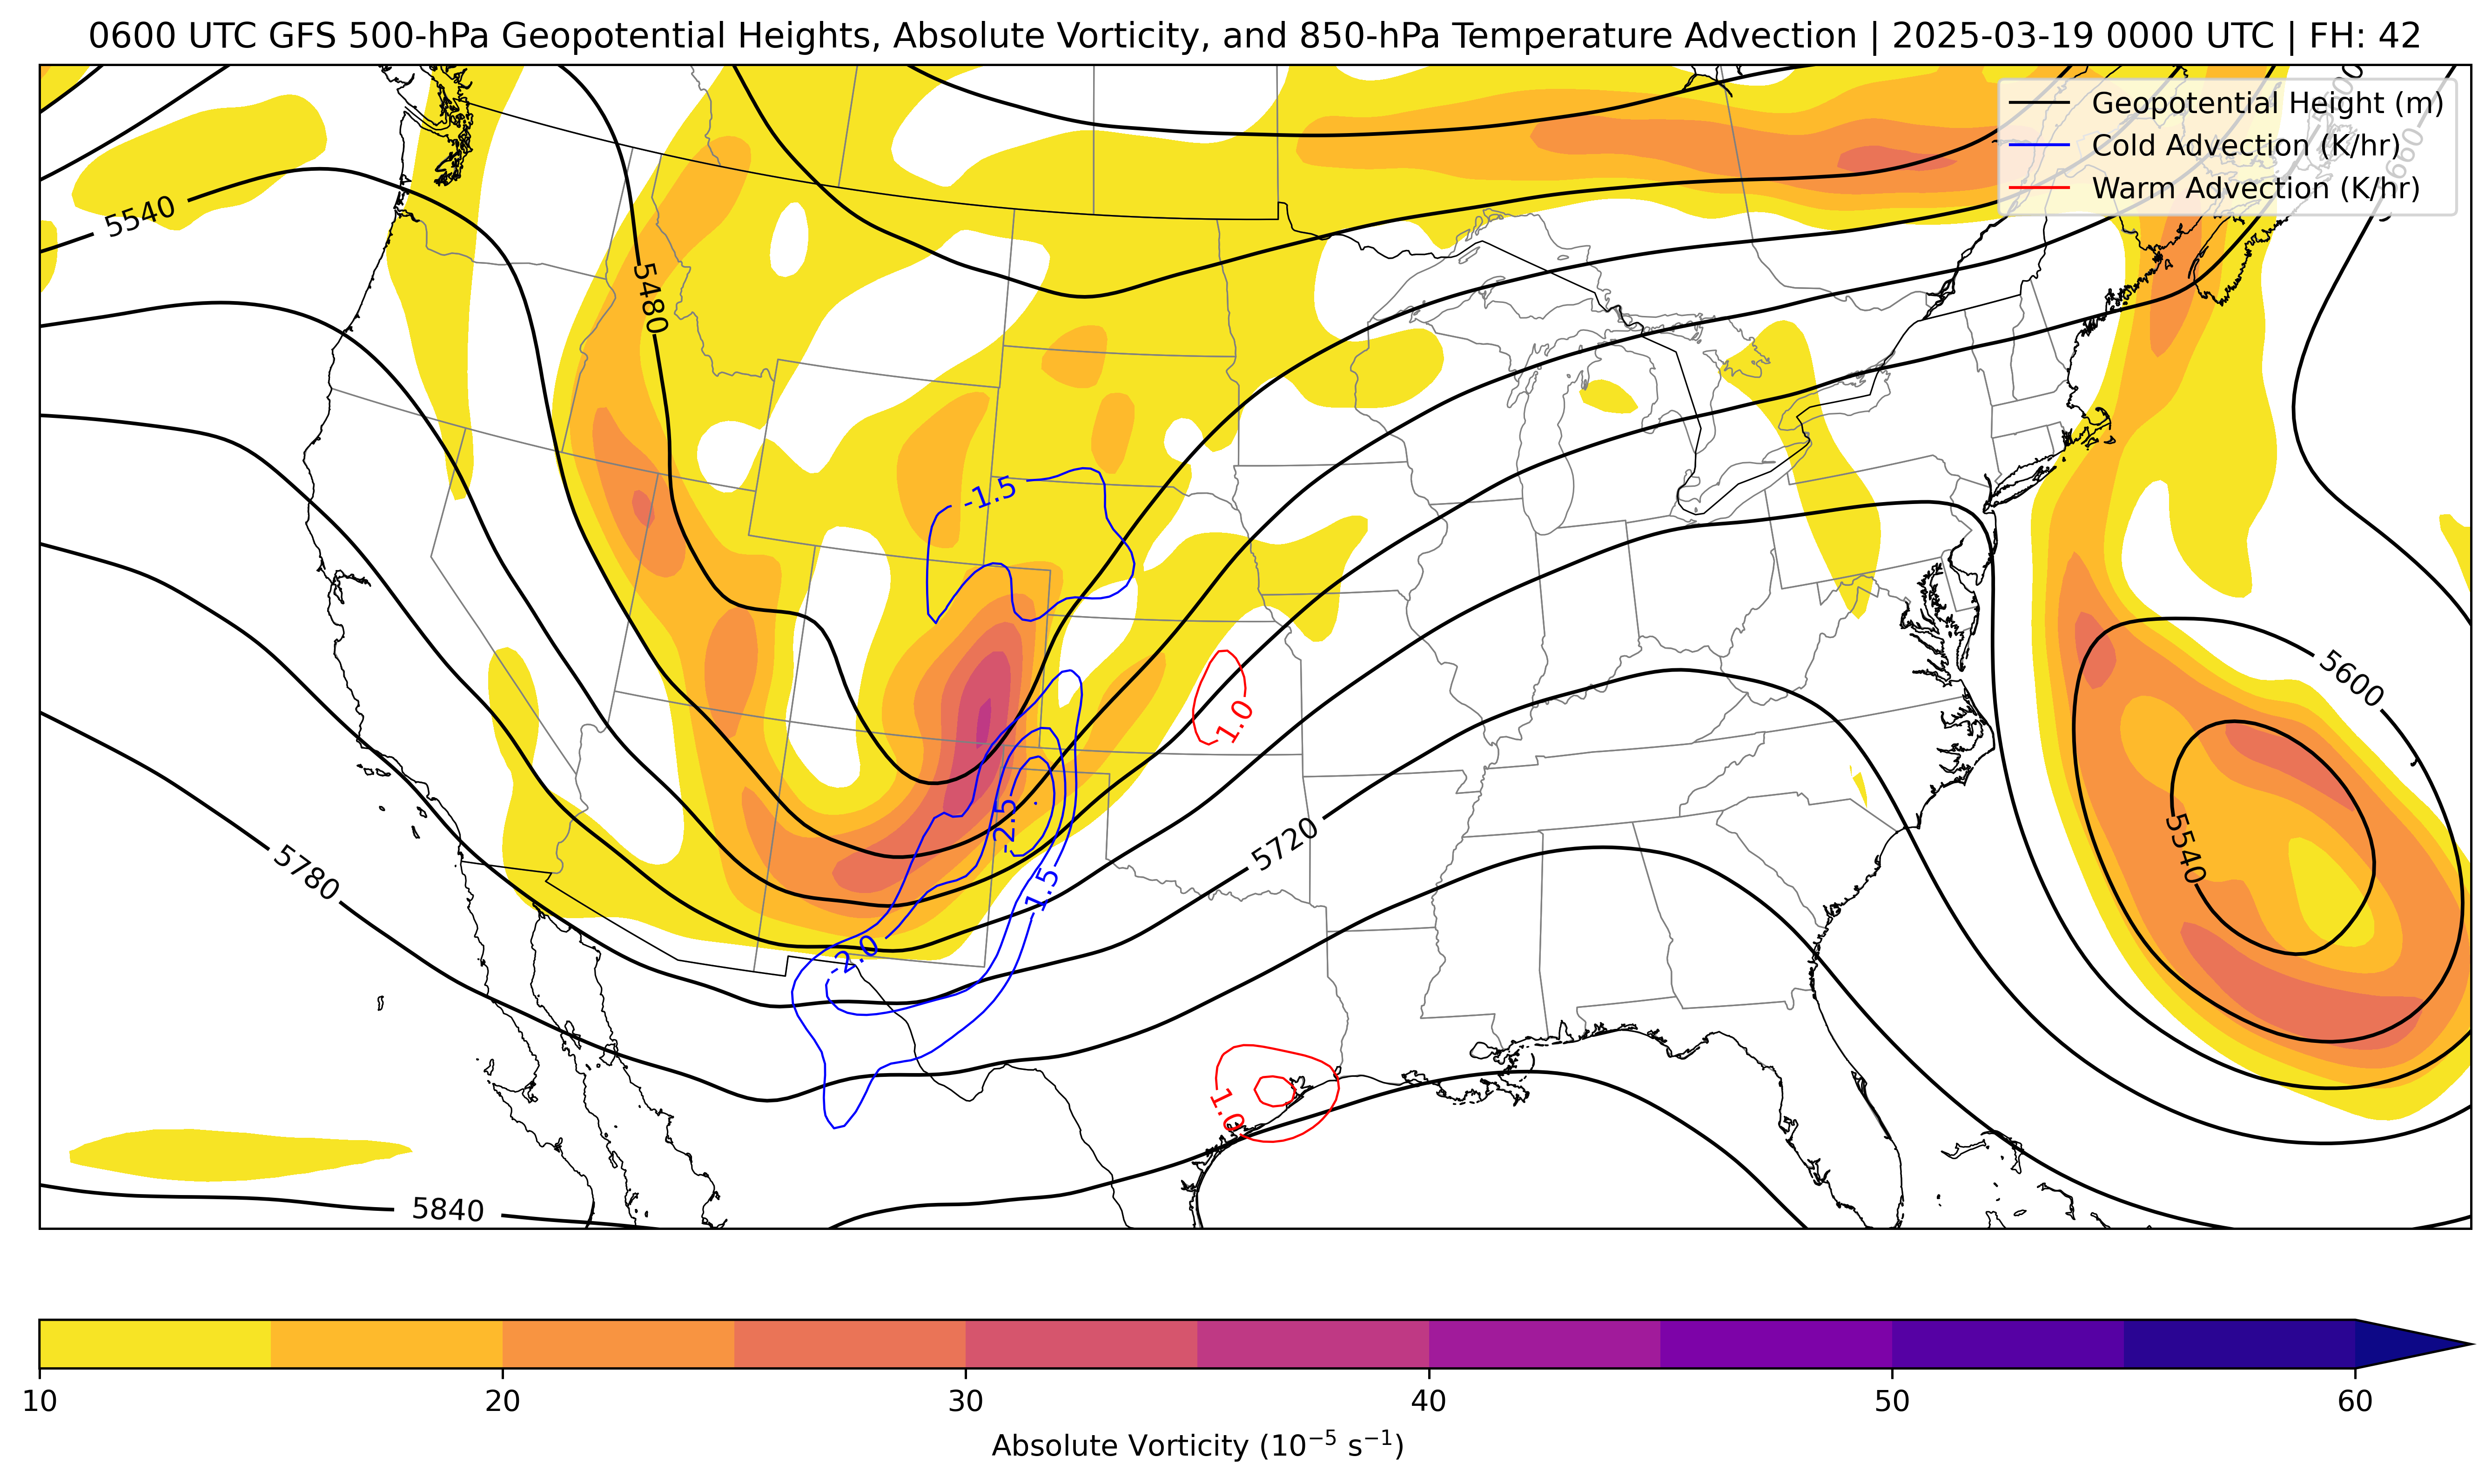 0600 UTC GFS 500-hPa Geopotential Heights, Absolute Vorticity, and 850-hPa Temperature Advection | 2025-03-19 0000 UTC | FH: 42
Geopotential Height (m)
Cold Advection (K/hr)
Warm Advection (K/hr)
5660
5540
5480
-1.5
5600
1.0
-2.5
5720
5540
5780
-1.5
-2.0
1.0
5840
10 20 30 40 50 60
Absolute Vorticity (10⁻⁵ s⁻¹)